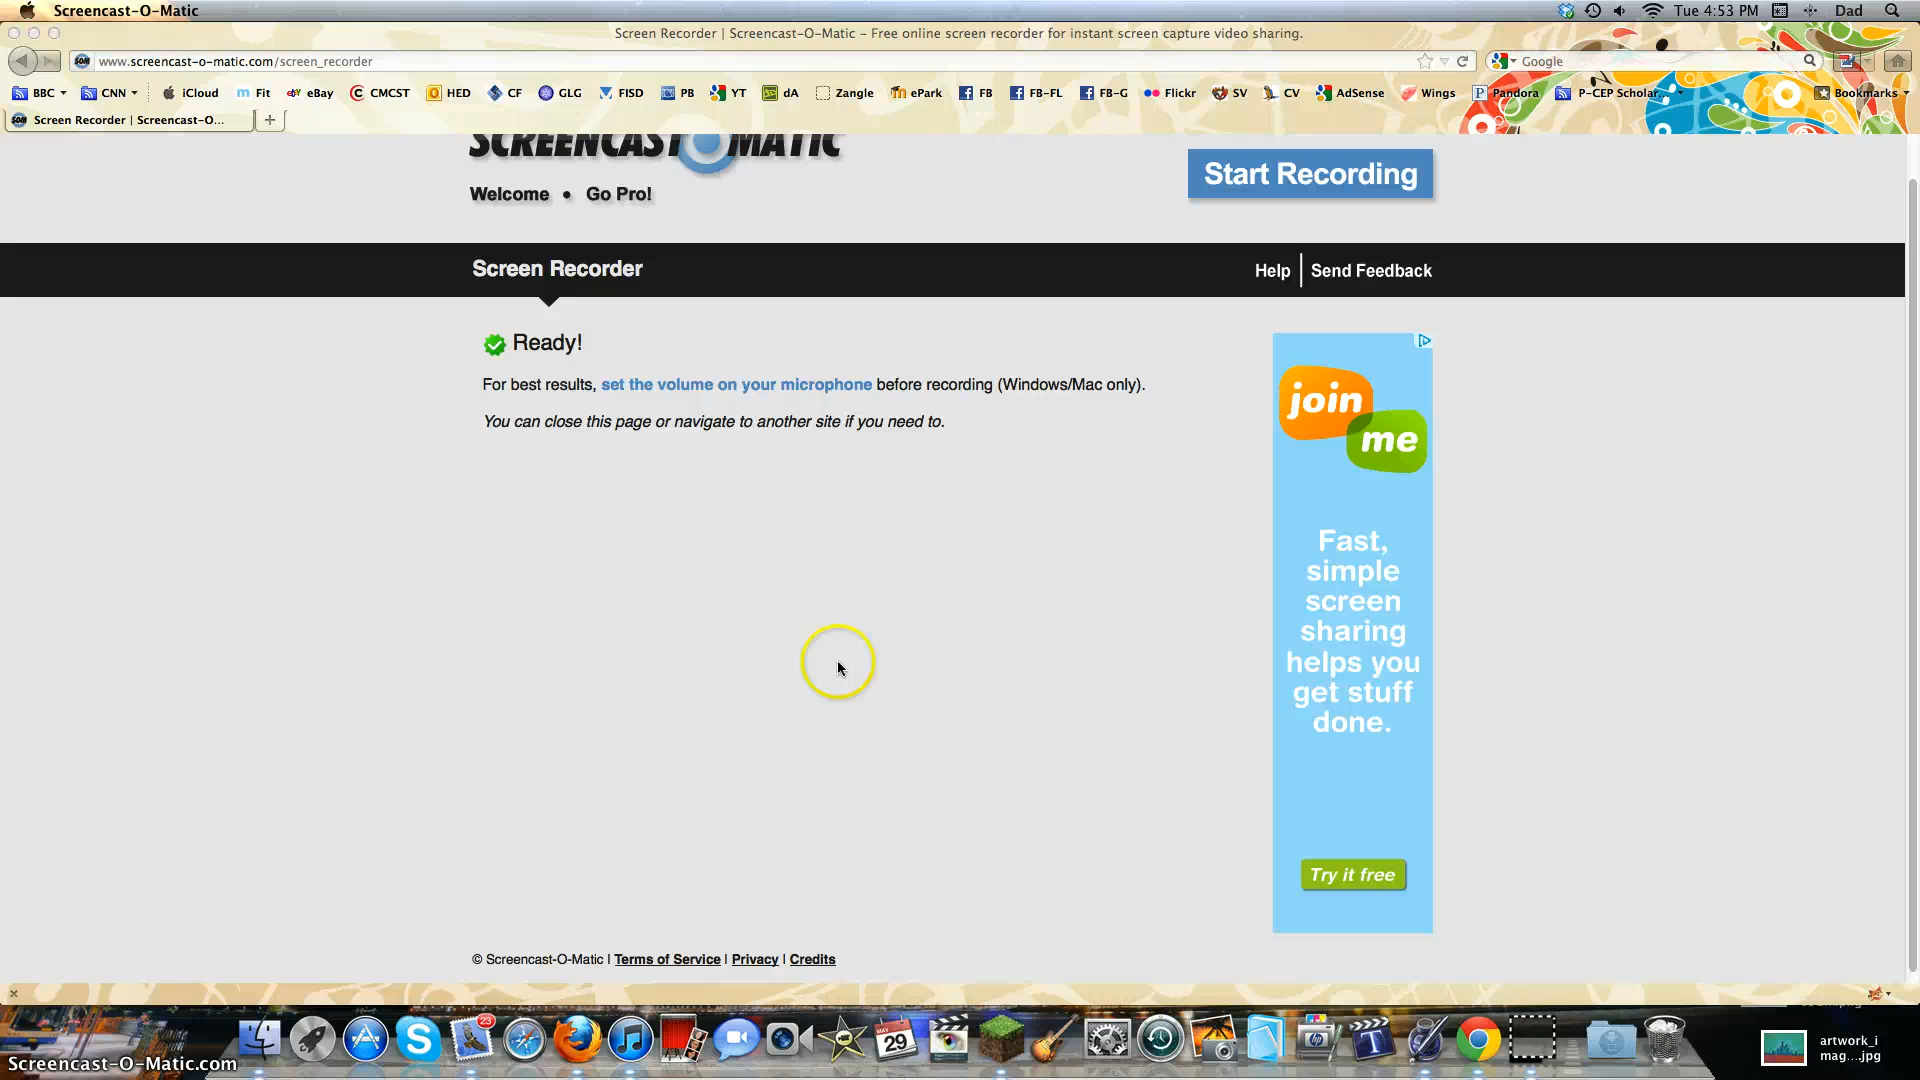 Screencast-O-Matic
Tue 4:53 PM
Dad
Screen Recorder | Screencast-O-Matic – Free online screen recorder for instant screen capture video sharing.
www.screencast-o-matic.com/screen_recorder
Google
BBC CNN iCloud Fit eBay CMCST HED CF GLG FISD PB YT dA Zangle ePark FB FB-FL FB-G Flickr SV CV AdSense Wings Pandora P-CEP Scholar... Bookmarks
Screen Recorder | Screencast-O...
SCREENCAST-O-MATIC
Start Recording
Welcome • Go Pro!
Screen Recorder
Help | Send Feedback
Ready!
For best results, set the volume on your microphone before recording (Windows/Mac only).
You can close this page or navigate to another site if you need to.
join
me
Fast,
simple
screen
sharing
helps you
get stuff
done.
Try it free
© Screencast-O-Matic | Terms of Service | Privacy | Credits
23
MAY
29
hp
T
Screencast-O-Matic.com
artwork_i
mag...jpg